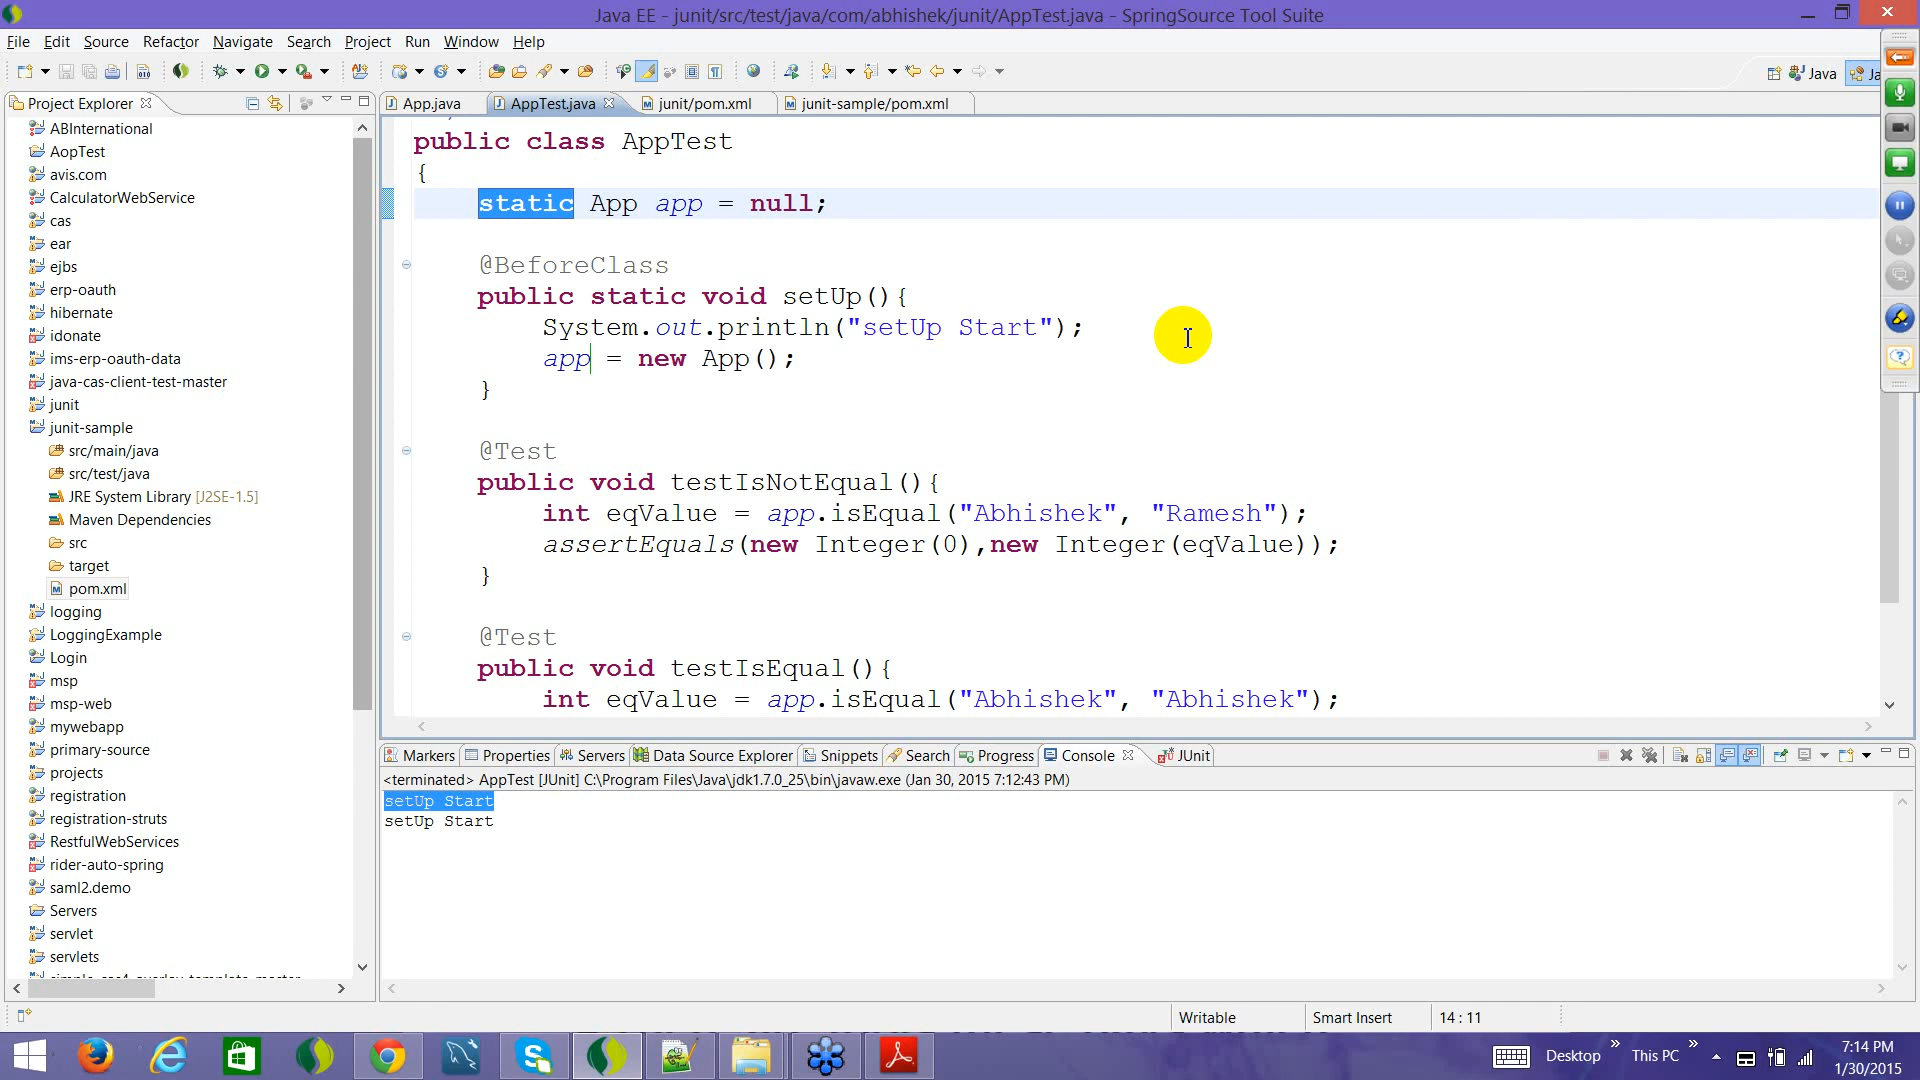 Java EE - junit/src/test/java/com/abhishek/junit/AppTest.java - SpringSource Tool Suite
File Edit Source Refactor Navigate Search Project Run Window Help
Java
Ja
Project Explorer
App.java AppTest.java junit/pom.xml junit-sample/pom.xml
ABInternational
AopTest
avis.com
CalculatorWebService
cas
ear
ejbs
erp-oauth
hibernate
idonate
ims-erp-oauth-data
java-cas-client-test-master
junit
junit-sample
src/main/java
src/test/java
JRE System Library [J2SE-1.5]
Maven Dependencies
src
target
pom.xml
logging
LoggingExample
Login
msp
msp-web
mywebapp
primary-source
projects
registration
registration-struts
RestfulWebServices
rider-auto-spring
saml2.demo
Servers
servlet
servlets
public class AppTest
{
static App app = null;
@BeforeClass
public static void setUp(){
System.out.println("setUp Start");
app = new App();
}
@Test
public void testIsNotEqual(){
int eqValue = app.isEqual("Abhishek", "Ramesh");
assertEquals(new Integer(0),new Integer(eqValue));
}
@Test
public void testIsEqual(){
int eqValue = app.isEqual("Abhishek", "Abhishek");
Markers Properties Servers Data Source Explorer Snippets Search Progress Console JUnit
<terminated> AppTest [JUnit] C:\Program Files\Java\jdk1.7.0_25\bin\javaw.exe (Jan 30, 2015 7:12:43 PM)
setUp Start
setUp Start
Writable Smart Insert 14 : 11
Desktop This PC
7:14 PM
1/30/2015